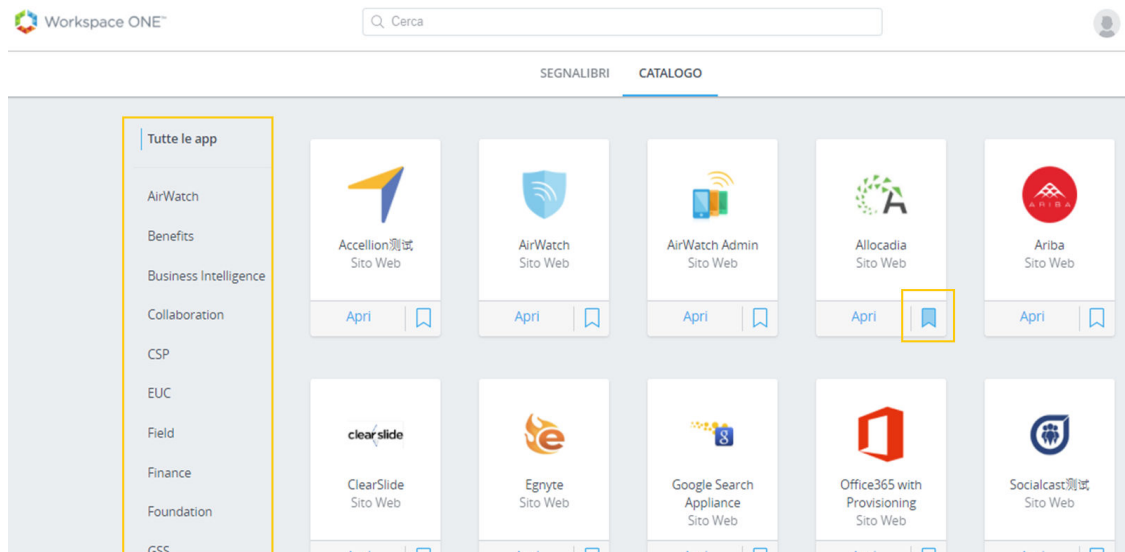 Workspace ONE™
Cerca
SEGNALIBRI CATALOGO
Tutte le app
AirWatch
Benefits
Business Intelligence
Collaboration
CSP
EUC
Field
Finance
Foundation
GSS
Accellion测试
Sito Web
Apri
AirWatch
Sito Web
Apri
AirWatch Admin
Sito Web
Apri
Allocadia
Sito Web
Apri
ARIBA
Ariba
Sito Web
Apri
clearslide
ClearSlide
Sito Web
Egnyte
Sito Web
Google Search
Appliance
Sito Web
Office365 with
Provisioning
Sito Web
Socialcast测试
Sito Web